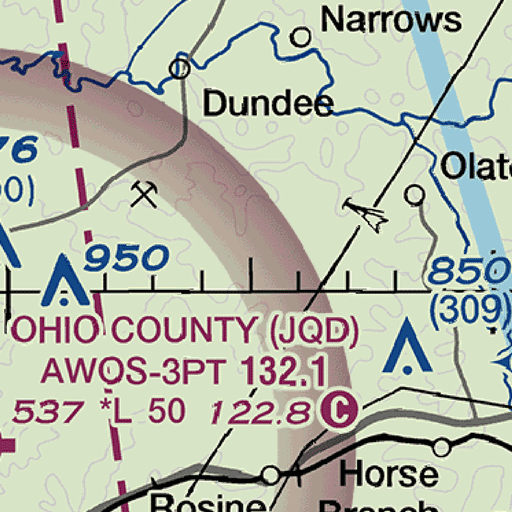 Narrows
Dundee
Olat
950
850
(309)
OHIO COUNTY (JQD)
AWOS-3PT 132.1
537 *L 50 122.8 C
Horse
Branch
Rosine